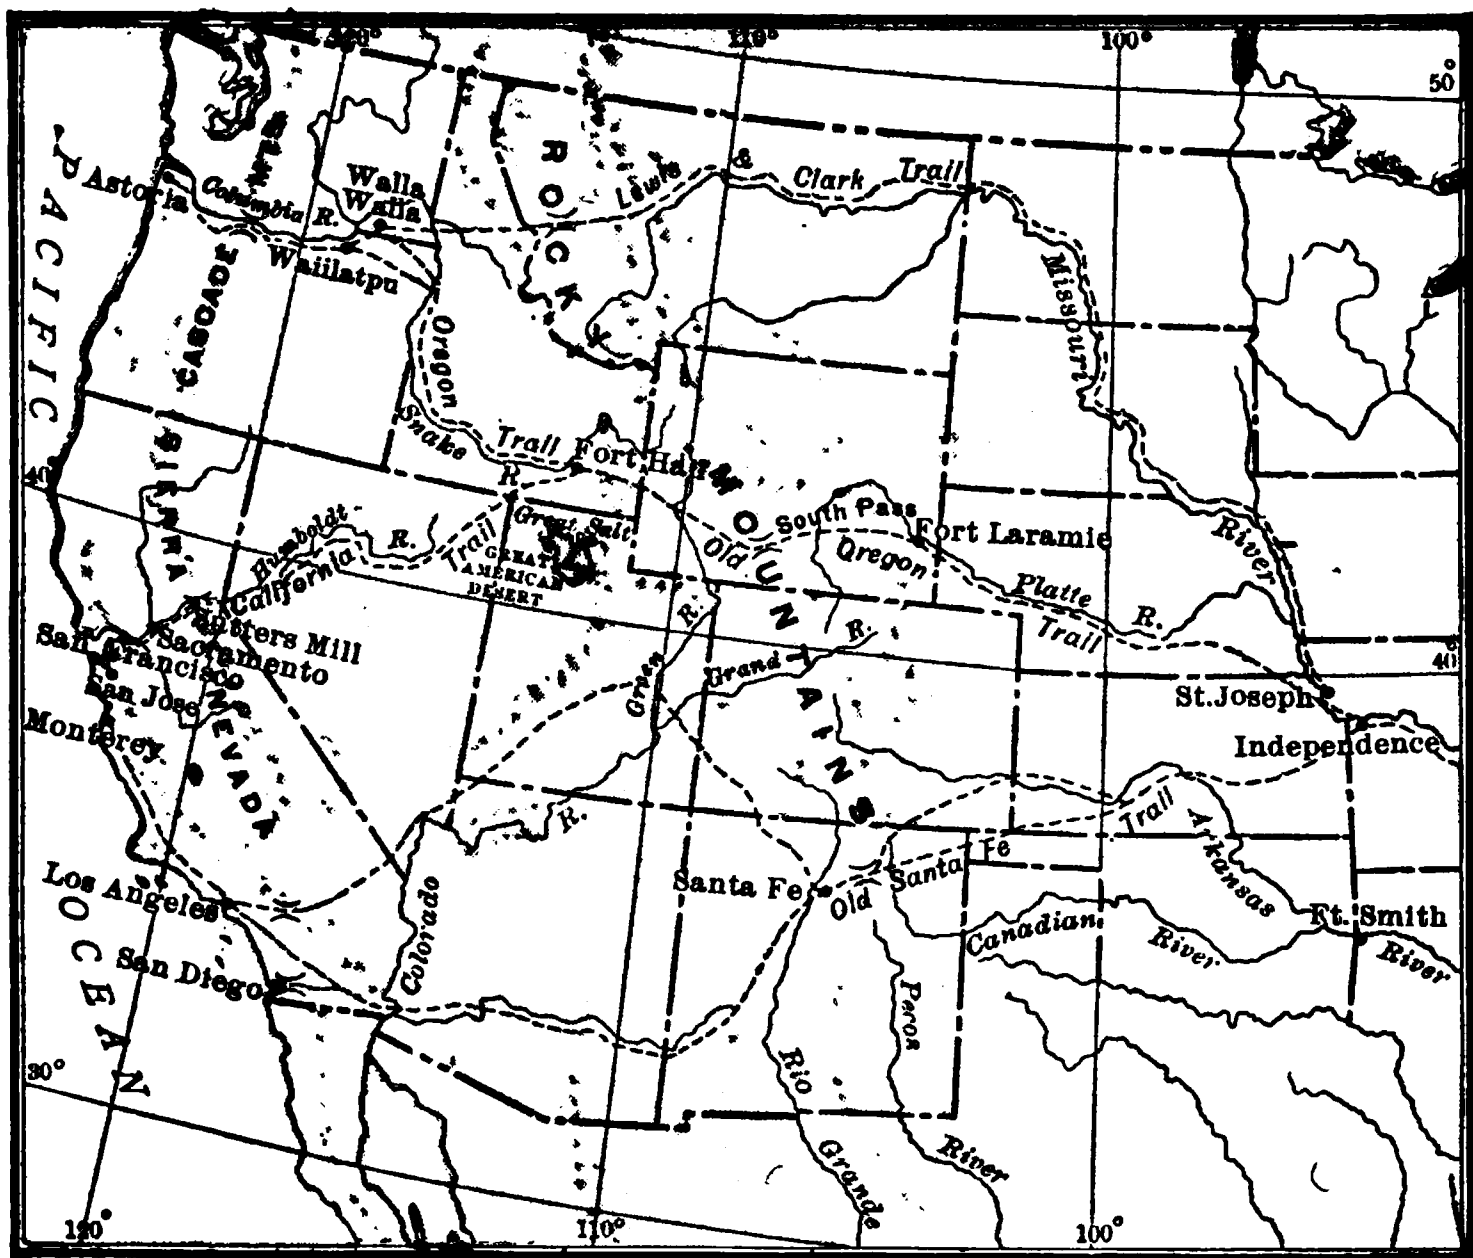 120°
110°
100°
50°
PACIFIC
OCEAN
Astoria
Columbia R.
Walla
Walla
Waiilatpu
Lewis & Clark Trail
ROCKY
MOUNTAINS
CASCADE
Missouri
River
Oregon
Trail
Snake
R.
Fort Hall
SIERRA
NEVADA
40°
Humboldt
R.
California
Trail
Great Salt
GREAT
AMERICAN
DESERT
South Pass
Old Oregon
Trail
Fort Laramie
Platte R.
Sutters Mill
Sacramento
San Francisco
San Jose
Monterey
Green
R.
Grand R.
40°
St. Joseph
Independence
Colorado
R.
Los Angeles
San Diego
Santa Fe
Old Santa Fe
Trail
Arkansas
River
Canadian
River
Ft. Smith
Pecos
River
Rio
Grande
30°
120°
110°
100°